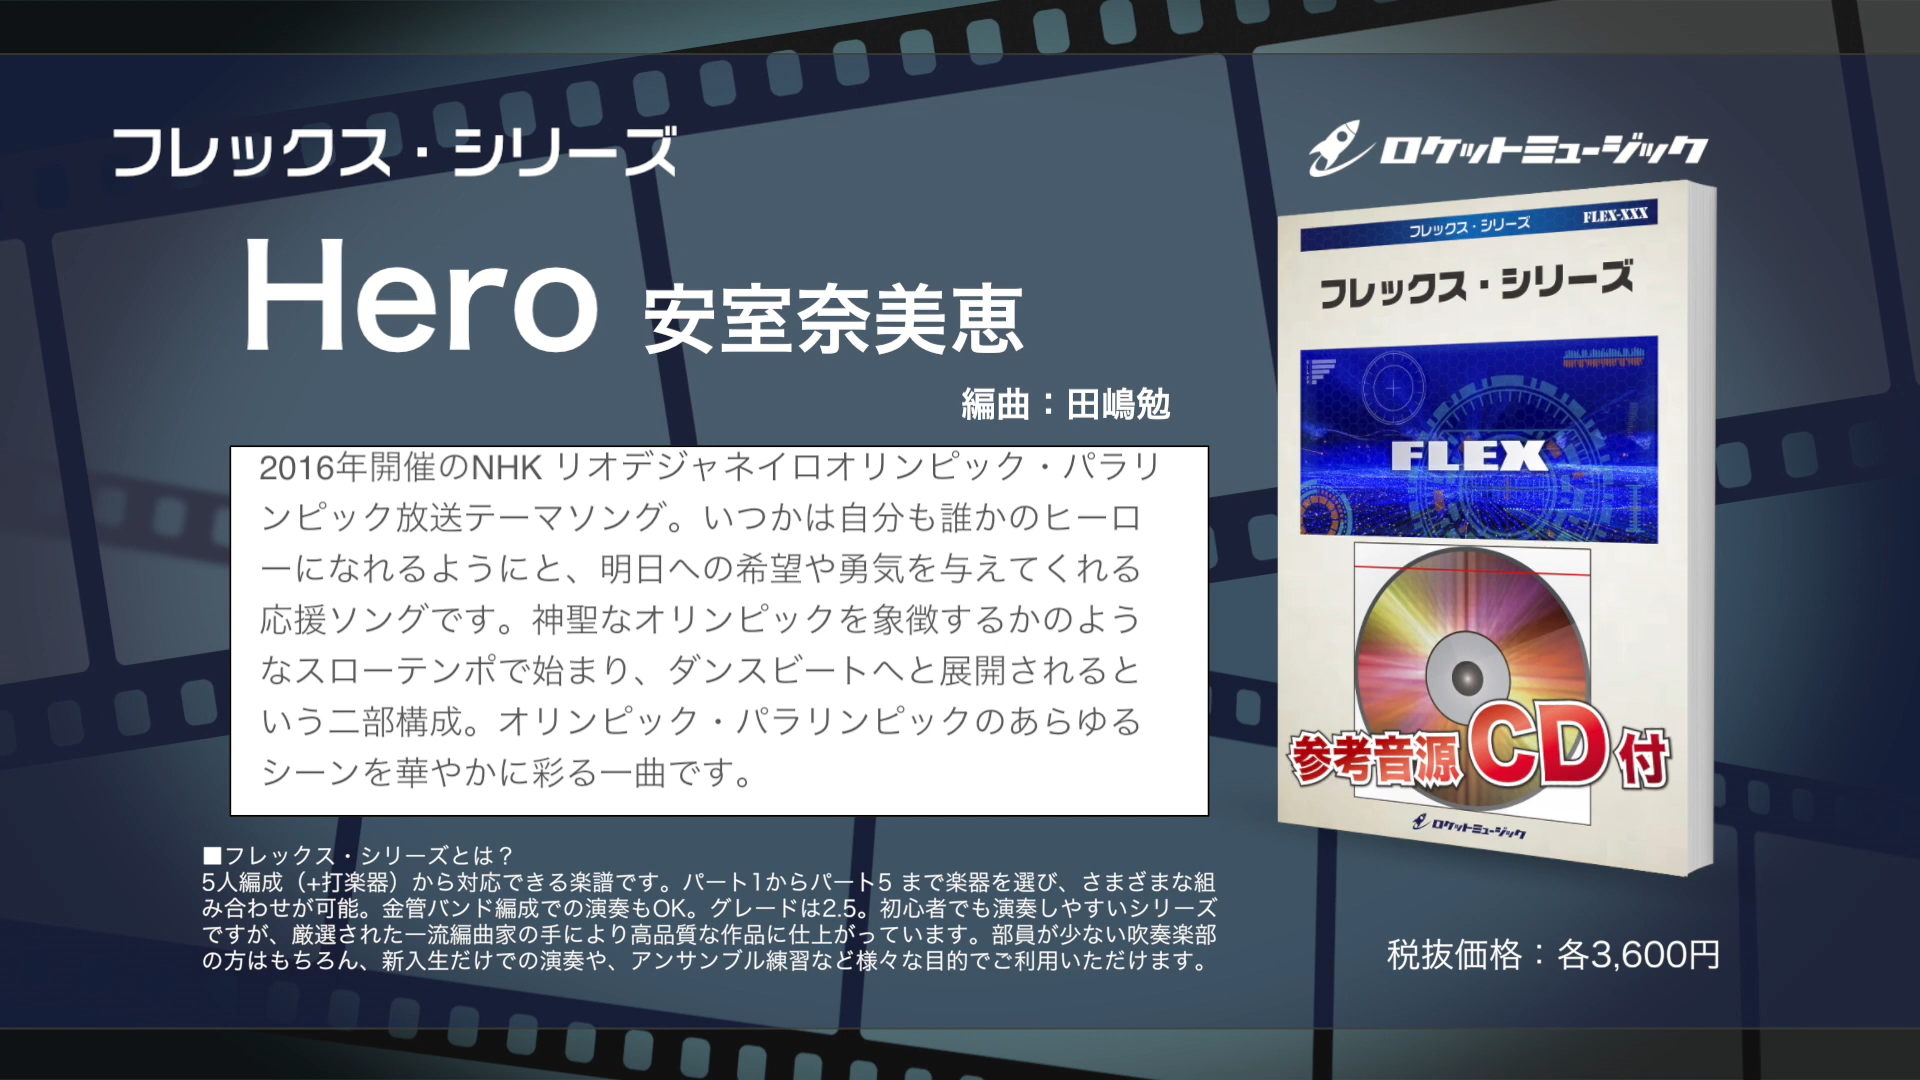 フレックス・シリーズ
Hero 安室奈美恵
編曲：田嶋勉
2016年開催のNHK リオデジャネイロオリンピック・パラリ
ンピック放送テーマソング。いつかは自分も誰かのヒーロ
ーになれるようにと、明日への希望や勇気を与えてくれる
応援ソングです。神聖なオリンピックを象徴するかのよう
なスローテンポで始まり、ダンスビートへと展開されると
いう二部構成。オリンピック・パラリンピックのあらゆる
シーンを華やかに彩る一曲です。
■フレックス・シリーズとは？
5人編成（+打楽器）から対応できる楽譜です。パート1からパート5 まで楽器を選び、さまざまな組
み合わせが可能。金管バンド編成での演奏もOK。グレードは2.5。初心者でも演奏しやすいシリーズ
ですが、厳選された一流編曲家の手により高品質な作品に仕上がっています。部員が少ない吹奏楽部
の方はもちろん、新入生だけでの演奏や、アンサンブル練習など様々な目的でご利用いただけます。
ロケットミュージック
フレックス・シリーズ FLEX-XXX
フレックス・シリーズ
FLEX
参考音源CD付
ロケットミュージック
税抜価格：各3,600円